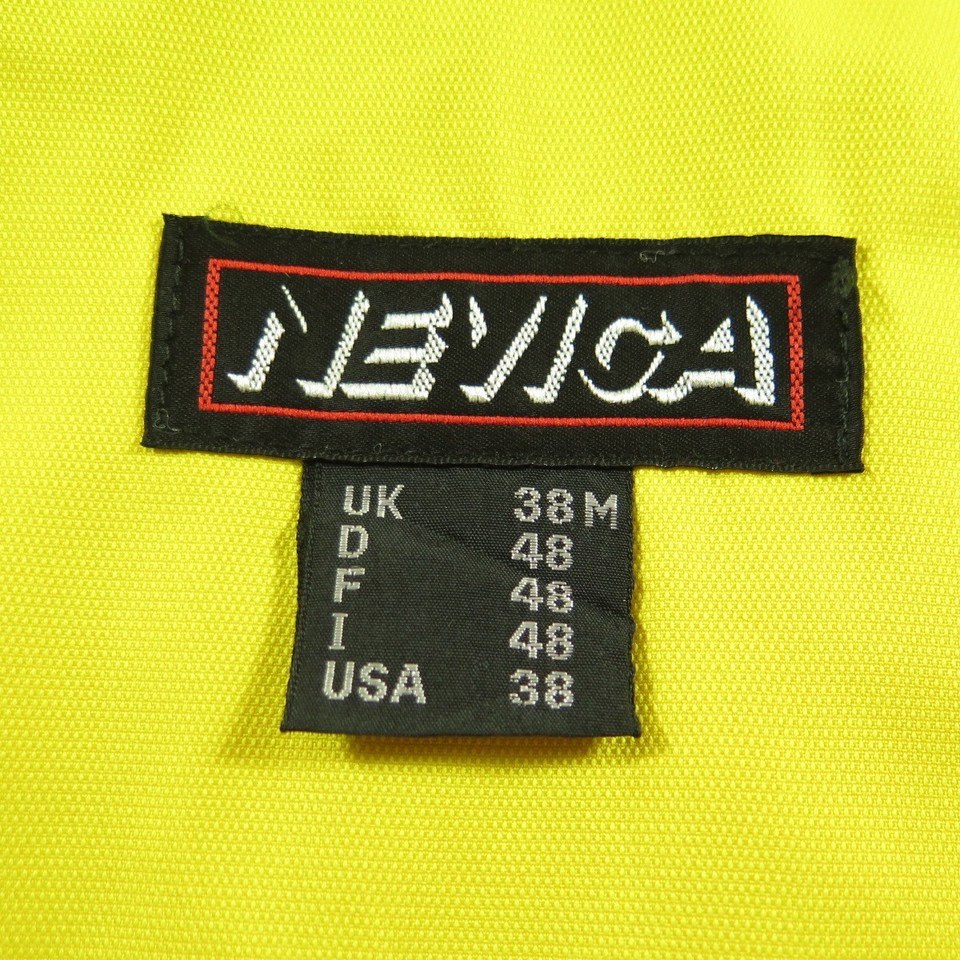 NEVICA
UK 38 M
D 48
F 48
I 48
USA 38